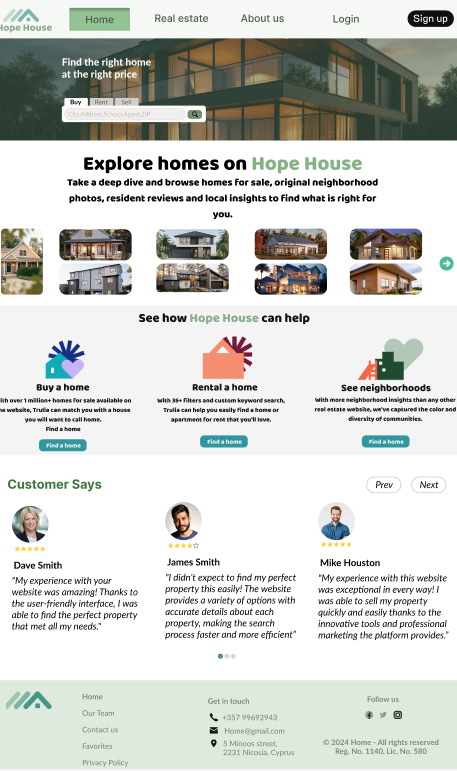 Hope House
Home
Real estate
About us
Login
Sign up
Find the right home
at the right price
Buy
Rent
Sell
City,Address,School,Agent,ZIP
Explore homes on Hope House
Take a deep dive and browse homes for sale, original neighborhood
photos, resident reviews and local insights to find what is right for
you.
See how Hope House can help
Buy a home
ith over 1 million+ homes for sale available on
he website, Trulia can match you with a house
you will want to call home.
Find a home
Find a home
Rental a home
With 35+ filters and custom keyword search,
Trulia can help you easily find a home or
apartment for rent that you'll love.
Find a home
See neighborhoods
With more neighborhood insights than any other
real estate website, we've captured the color and
diversity of communities.
Find a home
Customer Says
Prev
Next
Dave Smith
"My experience with your
website was amazing! Thanks to
the user-friendly interface, I was
able to find the perfect property
that met all my needs."
James Smith
"I didn't expect to find my perfect
property this easily! The website
provides a variety of options with
accurate details about each
property, making the search
process faster and more efficient"
Mike Houston
"My experience with this website
was exceptional in every way! I
was able to sell my property
quickly and easily thanks to the
innovative tools and professional
marketing the platform provides."
Home
Our Team
Contact us
Favorites
Privacy Policy
Get in touch
+357 99692943
Home@gmail.com
5 Minoos street,
2231 Nicosia, Cyprus
Follow us
© 2024 Home - All rights reserved
Reg. No. 1140, Lic. No. 580